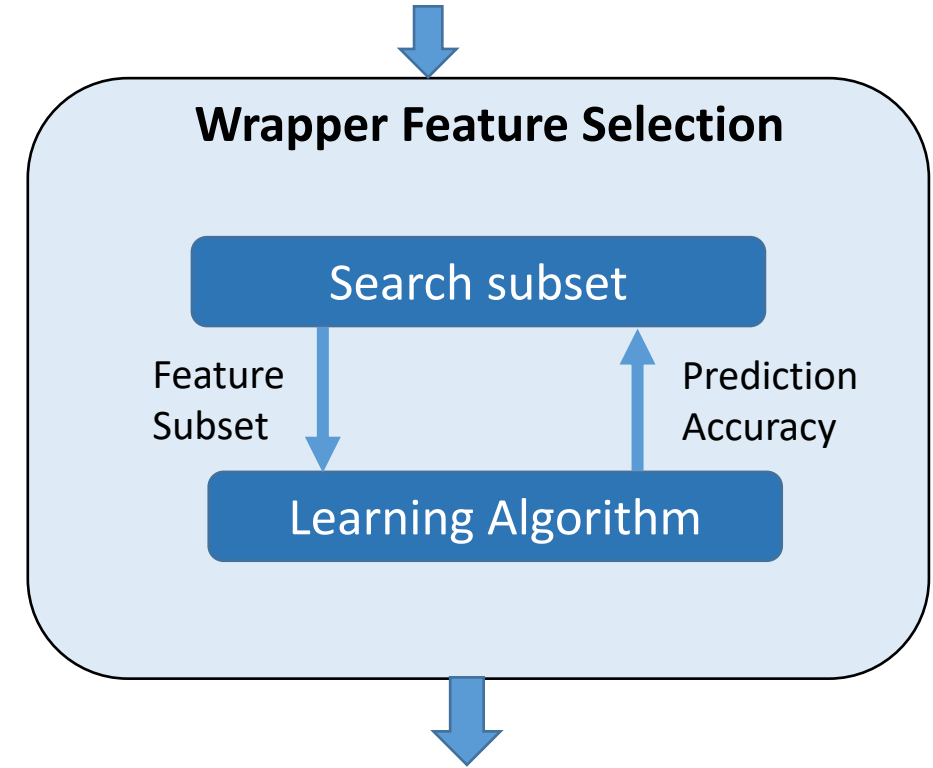 Wrapper Feature Selection
Search subset
Feature
Subset
Prediction
Accuracy
Learning Algorithm